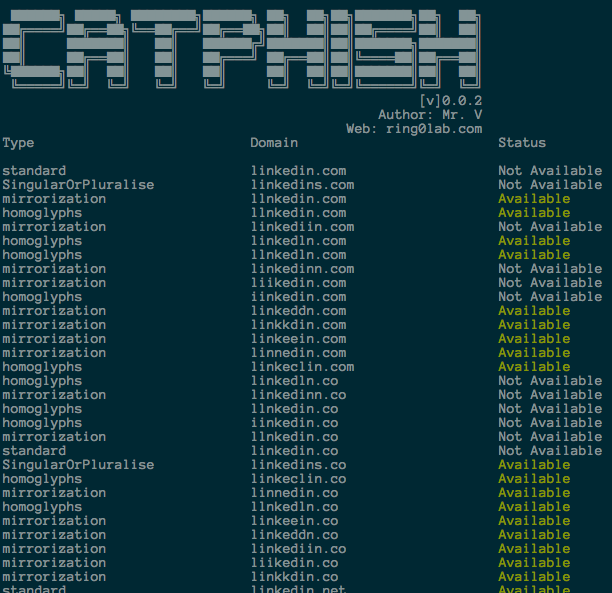 CATPHISH
[v]0.0.2
Author: Mr. V
Web: ring0lab.com
Type Domain Status
standard linkedin.com Not Available
SingularOrPluralise linkedins.com Not Available
mirrorization llnkedin.com Available
homoglyphs llnkedin.com Available
mirrorization linkediin.com Not Available
homoglyphs linkedln.com Available
homoglyphs llnkedln.com Available
mirrorization linkedinn.com Not Available
mirrorization liikedin.com Not Available
homoglyphs iinkedin.com Not Available
mirrorization linkeddn.com Available
mirrorization linkkdin.com Available
mirrorization linkeein.com Available
mirrorization linnedin.com Available
homoglyphs linkeclin.com Available
homoglyphs linkedln.co Not Available
mirrorization linkedinn.co Not Available
homoglyphs llnkedin.co Not Available
homoglyphs iinkedin.co Not Available
mirrorization llnkedin.co Not Available
standard linkedin.co Not Available
SingularOrPluralise linkedins.co Available
homoglyphs linkeclin.co Available
mirrorization linnedin.co Available
homoglyphs llnkedln.co Available
mirrorization linkeein.co Available
mirrorization linkeddn.co Available
mirrorization linkediin.co Available
mirrorization liikedin.co Available
mirrorization linkkdin.co Available
standard linkedin.net Available